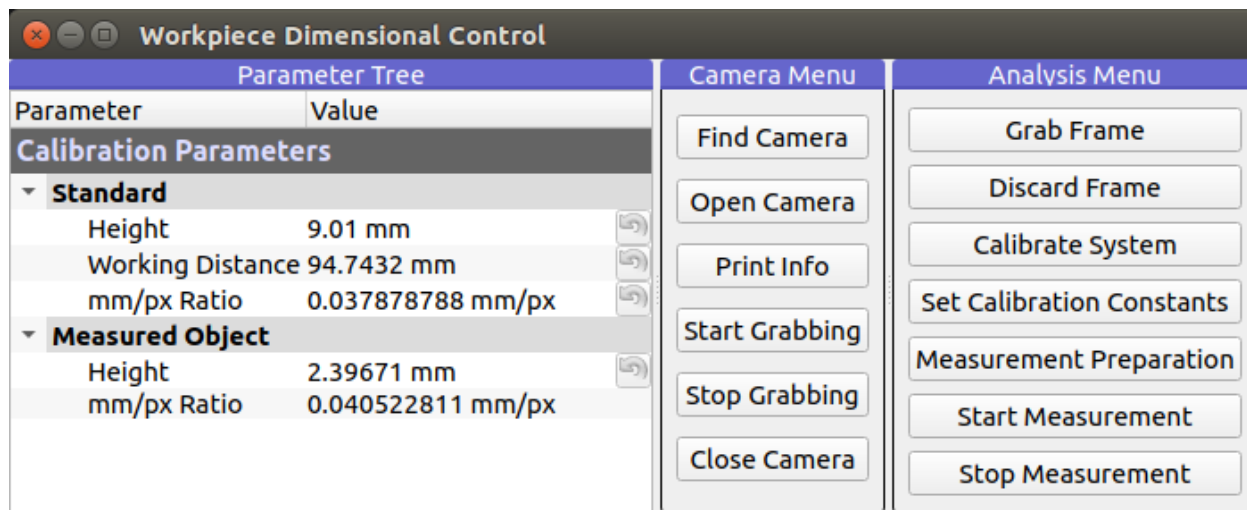 Workpiece Dimensional Control
Parameter Tree
Parameter Value
Calibration Parameters
Standard
Height 9.01 mm
Working Distance 94.7432 mm
mm/px Ratio 0.037878788 mm/px
Measured Object
Height 2.39671 mm
mm/px Ratio 0.040522811 mm/px
Camera Menu
Find Camera
Open Camera
Print Info
Start Grabbing
Stop Grabbing
Close Camera
Analysis Menu
Grab Frame
Discard Frame
Calibrate System
Set Calibration Constants
Measurement Preparation
Start Measurement
Stop Measurement